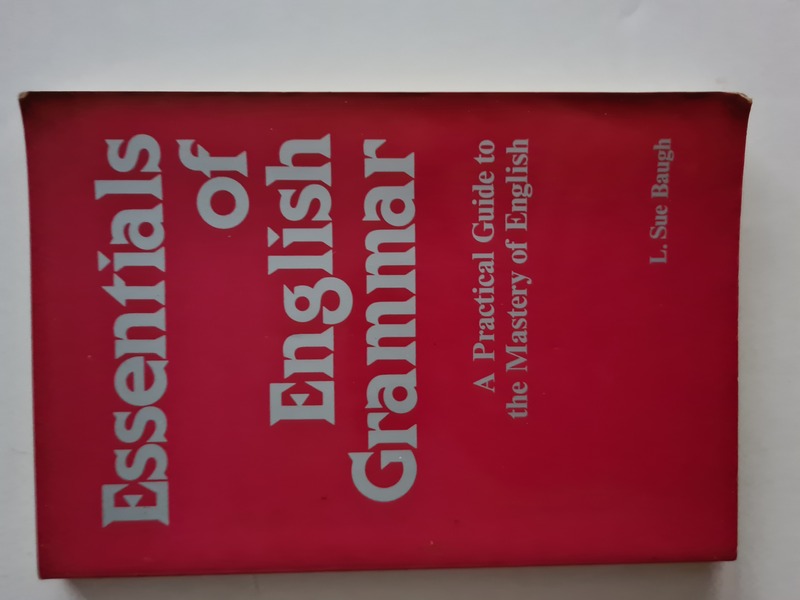 Essentials
of
English
Grammar
A Practical Guide to
the Mastery of English
L. Sue Baugh